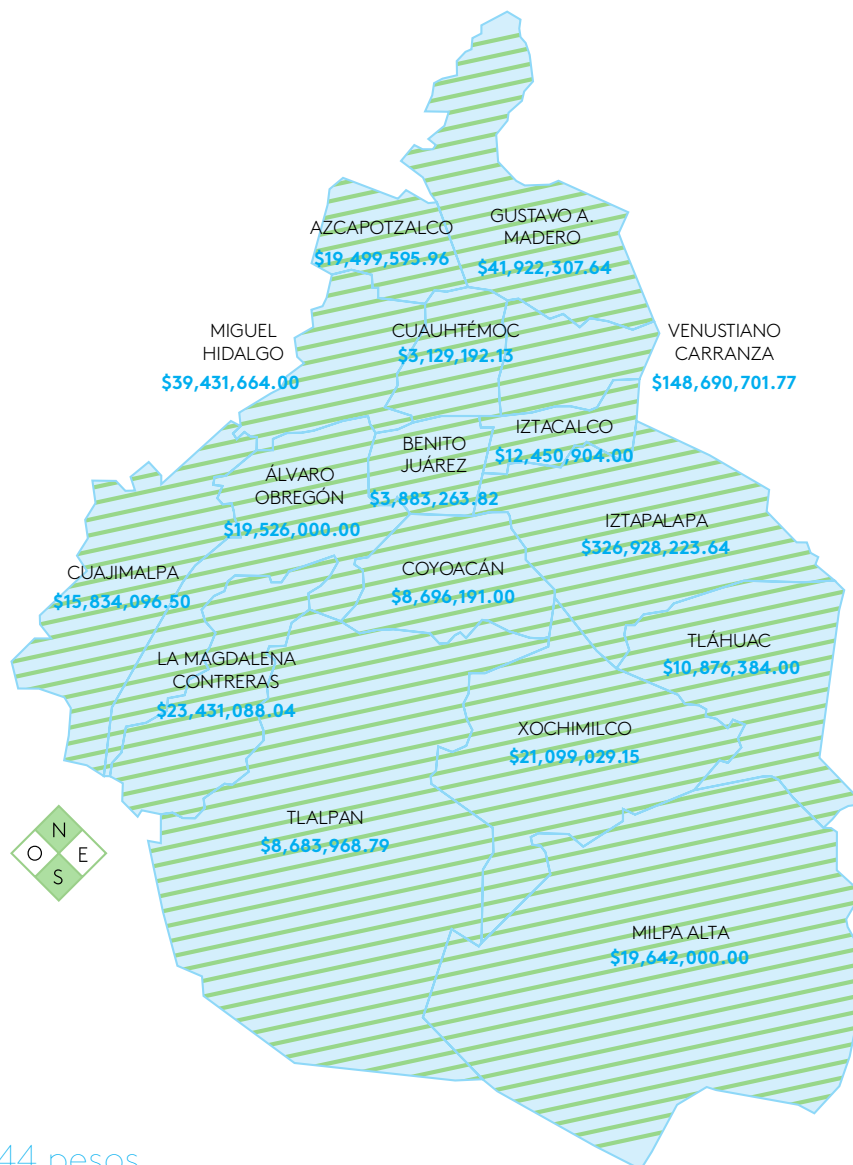 AZCAPOTZALCO
$19,499,595.96
GUSTAVO A.
MADERO
$41,922,307.64
MIGUEL
HIDALGO
$39,431,664.00
CUAUHTÉMOC
$3,129,192.13
VENUSTIANO
CARRANZA
$148,690,701.77
IZTACALCO
$12,450,904.00
BENITO
JUÁREZ
$3,883,263.82
ÁLVARO
OBREGÓN
$19,526,000.00
IZTAPALAPA
$326,928,223.64
CUAJIMALPA
$15,834,096.50
COYOACÁN
$8,696,191.00
TLÁHUAC
$10,876,384.00
LA MAGDALENA
CONTRERAS
$23,431,088.04
XOCHIMILCO
$21,099,029.15
TLALPAN
$8,683,968.79
N
O E
S
MILPA ALTA
$19,642,000.00
44 pesos